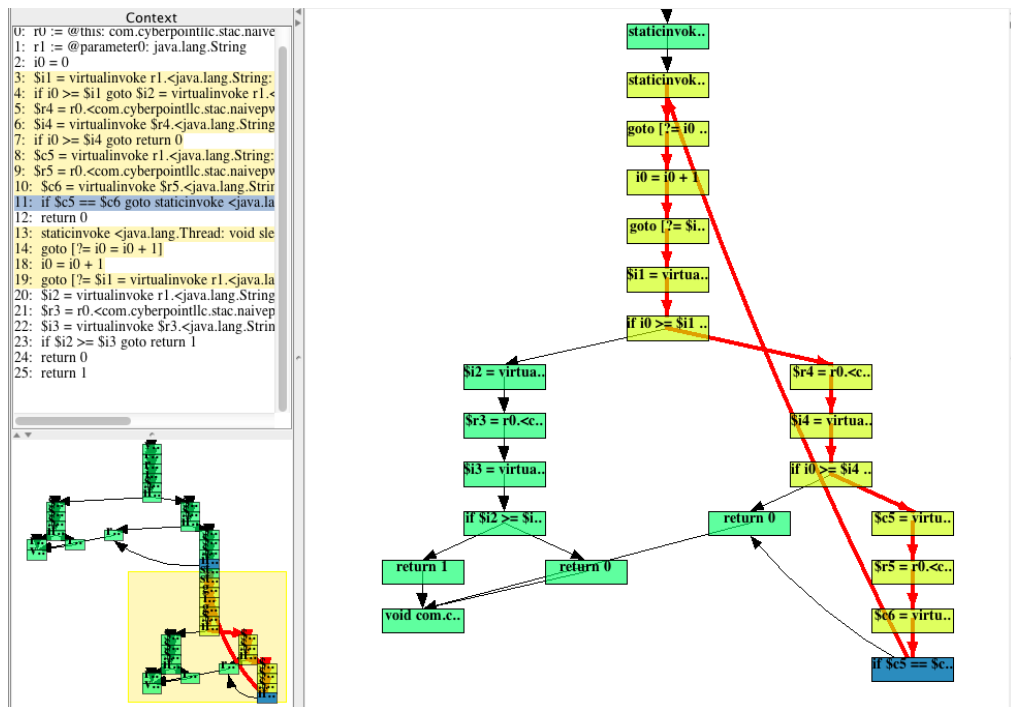 Context
0: r0 := @this: com.cyberpointllc.stac.naive
1: r1 := @parameter0: java.lang.String
2: i0 = 0
3: $i1 = virtualinvoke r1.<java.lang.String:
4: if i0 >= $i1 goto $i2 = virtualinvoke r1.<
5: $r4 = r0.<com.cyberpointllc.stac.naivepw
6: $i4 = virtualinvoke $r4.<java.lang.String
7: if i0 >= $i4 goto return 0
8: $c5 = virtualinvoke r1.<java.lang.String:
9: $r5 = r0.<com.cyberpointllc.stac.naivepw
10: $c6 = virtualinvoke $r5.<java.lang.Strin
11: if $c5 == $c6 goto staticinvoke <java.la
12: return 0
13: staticinvoke <java.lang.Thread: void sle
14: goto [?= i0 = i0 + 1]
18: i0 = i0 + 1
19: goto [?= $i1 = virtualinvoke r1.<java.la
20: $i2 = virtualinvoke r1.<java.lang.String
21: $r3 = r0.<com.cyberpointllc.stac.naivep
22: $i3 = virtualinvoke $r3.<java.lang.Strin
23: if $i2 >= $i3 goto return 1
24: return 0
25: return 1
staticinvok..
staticinvok..
goto [?= i0 ..
i0 = i0 + 1
goto [?= $i..
$i1 = virtua..
if i0 >= $i1 ..
$i2 = virtua..
$r4 = r0.<c..
$r3 = r0.<c..
$i4 = virtua..
$i3 = virtua..
if i0 >= $i4 ..
if $i2 >= $i..
return 0
$c5 = virtu..
return 1
return 0
$r5 = r0.<c..
void com.c..
$c6 = virtu..
if $c5 == $c..